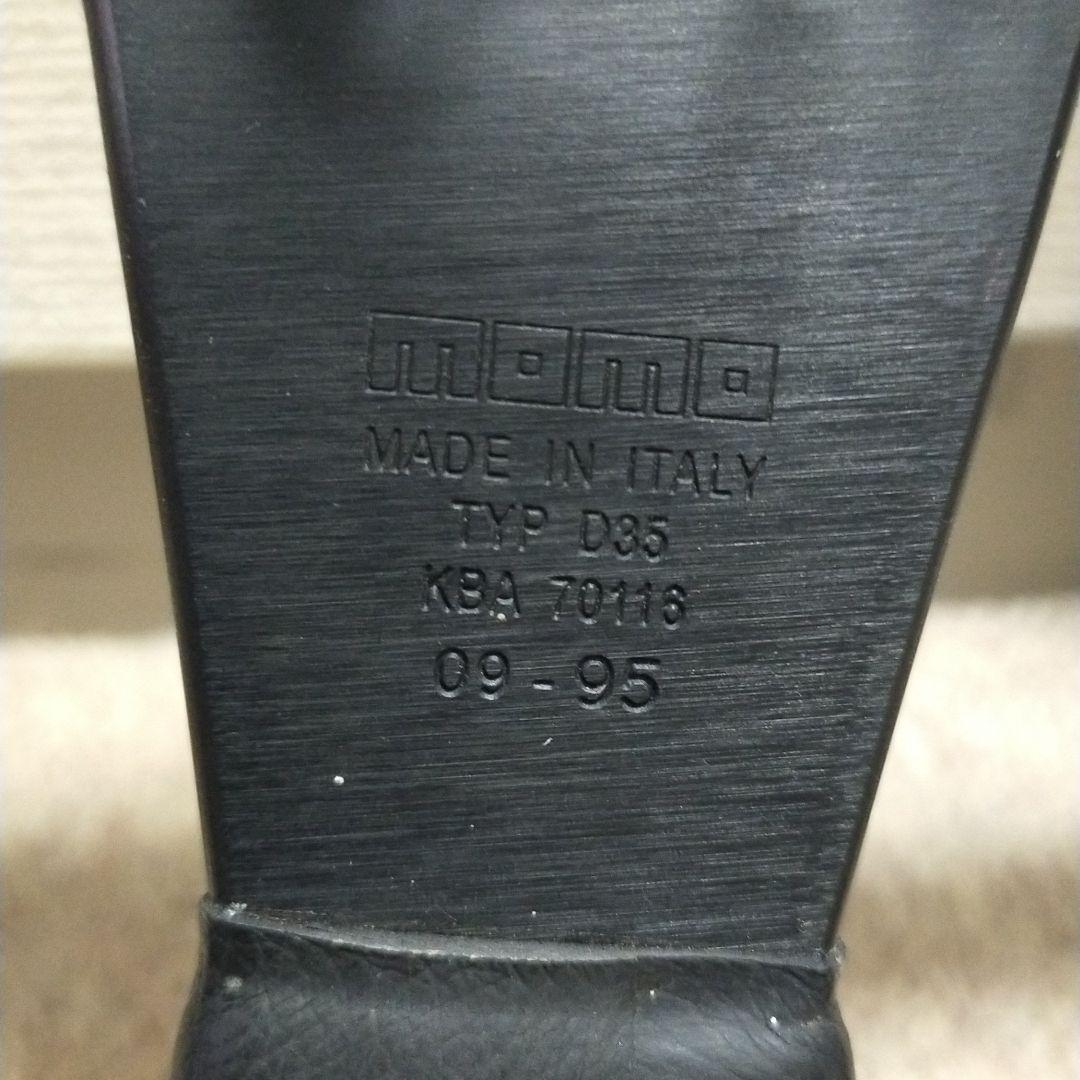 momo
MADE IN ITALY
TYP D35
KBA 70116
09-95